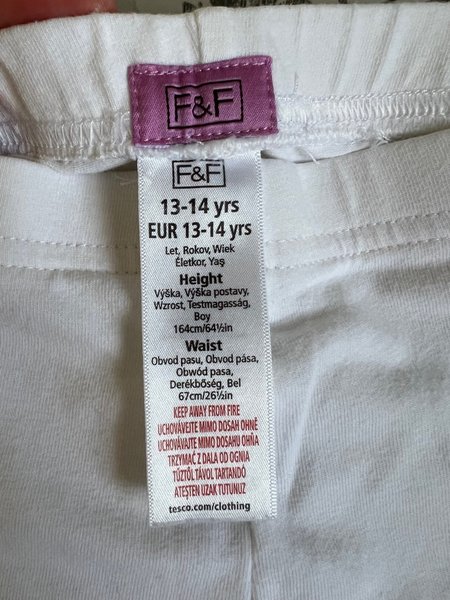 F&F
F&F
13-14 yrs
EUR 13-14 yrs
Let, Rokov, Wiek
Életkor, Yaş
Height
Výška, Výška postavy,
Wzrost, Testmagasság,
Boy
164cm/64½in
Waist
Obvod pasu, Obvod pása,
Obwód pasa,
Derékbőség, Bel
67cm/26½in
KEEP AWAY FROM FIRE
UCHOVÁVEJTE MIMO DOSAH OHNĚ
UCHOVÁVAJTE MIMO DOSAHU OHŇA
TRZYMAĆ Z DALA OD OGNIA
TŰZTŐL TÁVOL TARTANDÓ
ATEŞTEN UZAK TUTUNUZ
tesco.com/clothing